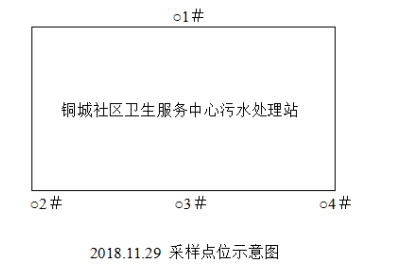 ○1＃
铜城社区卫生服务中心污水处理站
○2＃ ○3＃ ○4＃
2018.11.29 采样点位示意图